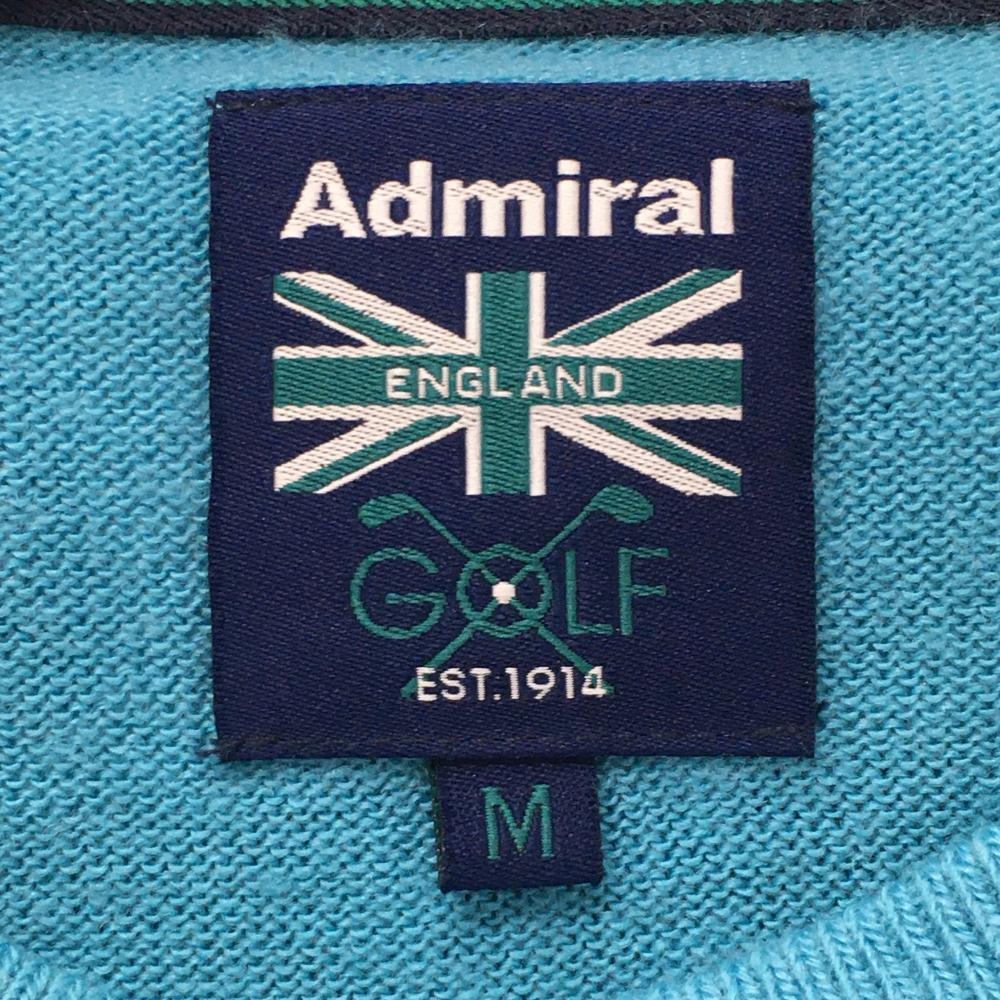 Admiral
ENGLAND
GOLF
EST.1914
M